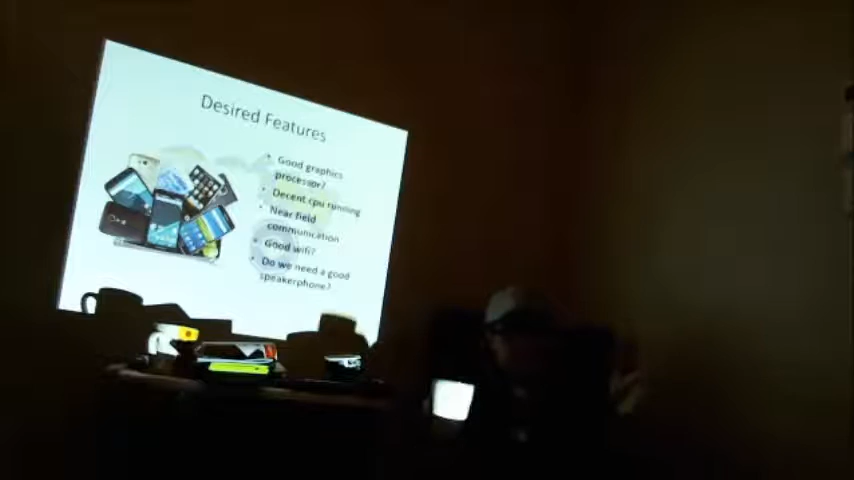 Desired Features
• Good graphics
processor?
• Decent cpu running
• Near field
communication
• Good wifi?
• Do we need a good
speakerphone?